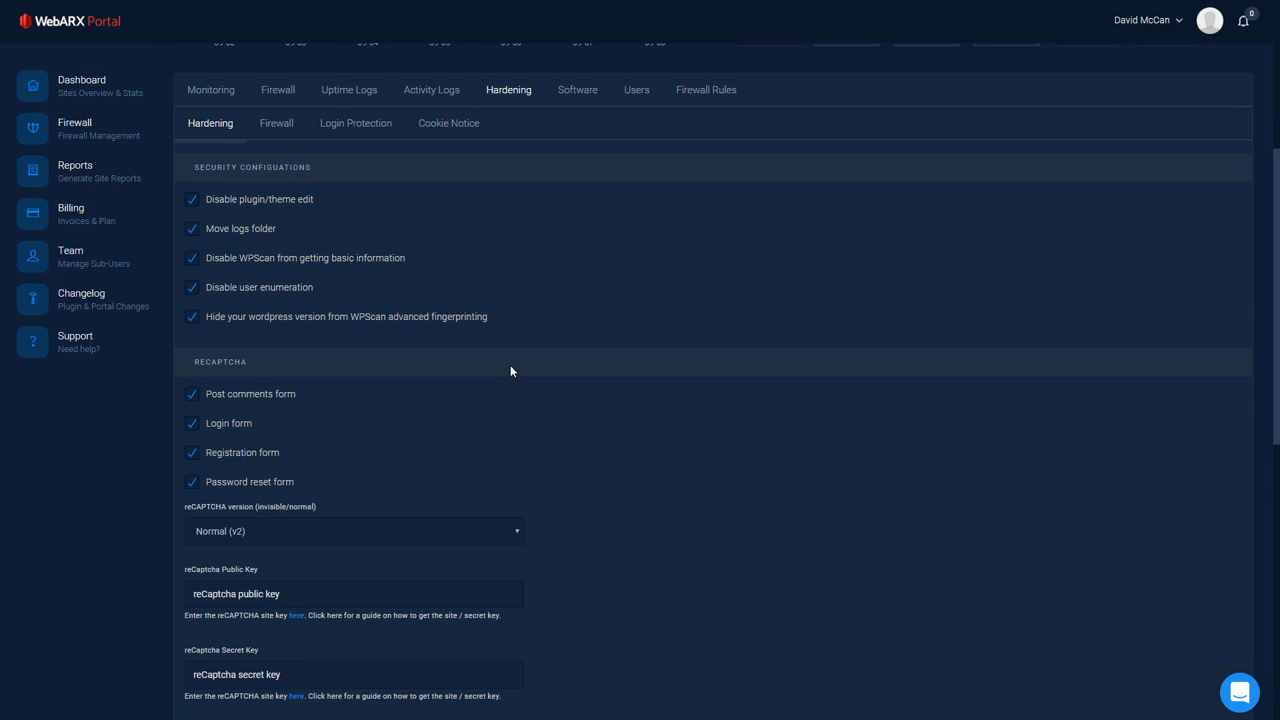 WebARX Portal
David McCan
0
Dashboard
Sites Overview & Stats
Firewall
Firewall Management
Reports
Generate Site Reports
Billing
Invoices & Plan
Team
Manage Sub-Users
Changelog
Plugin & Portal Changes
Support
Need help?
Monitoring Firewall Uptime Logs Activity Logs Hardening Software Users Firewall Rules
Hardening Firewall Login Protection Cookie Notice
SECURITY CONFIGUATIONS
Disable plugin/theme edit
Move logs folder
Disable WPScan from getting basic information
Disable user enumeration
Hide your wordpress version from WPScan advanced fingerprinting
RECAPTCHA
Post comments form
Login form
Registration form
Password reset form
reCAPTCHA version (invisible/normal)
Normal (v2)
reCaptcha Public Key
reCaptcha public key
Enter the reCAPTCHA site key here. Click here for a guide on how to get the site / secret key.
reCaptcha Secret Key
reCaptcha secret key
Enter the reCAPTCHA site key here. Click here for a guide on how to get the site / secret key.